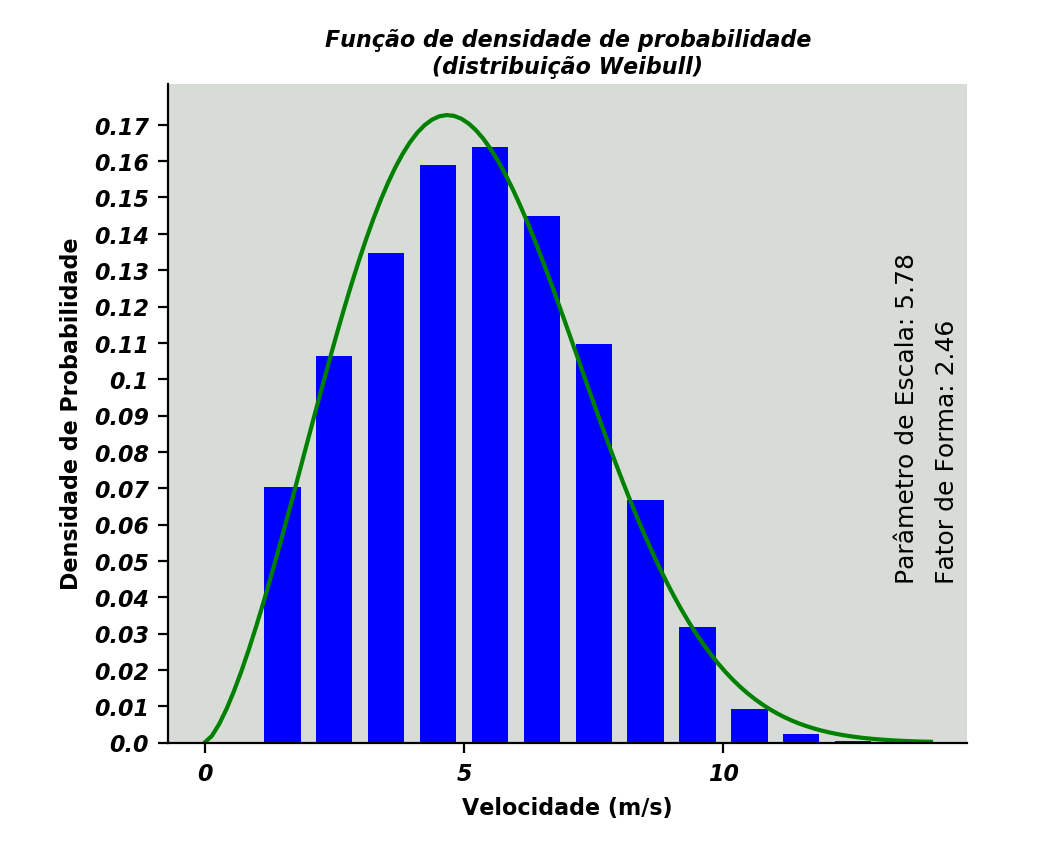 Função de densidade de probabilidade
(distribuição Weibull)
Densidade de Probabilidade
0.17
0.16
0.15
0.14
0.13
0.12
0.11
0.1
0.09
0.08
0.07
0.06
0.05
0.04
0.03
0.02
0.01
0.0
Parâmetro de Escala: 5.78
Fator de Forma: 2.46
0 5 10
Velocidade (m/s)